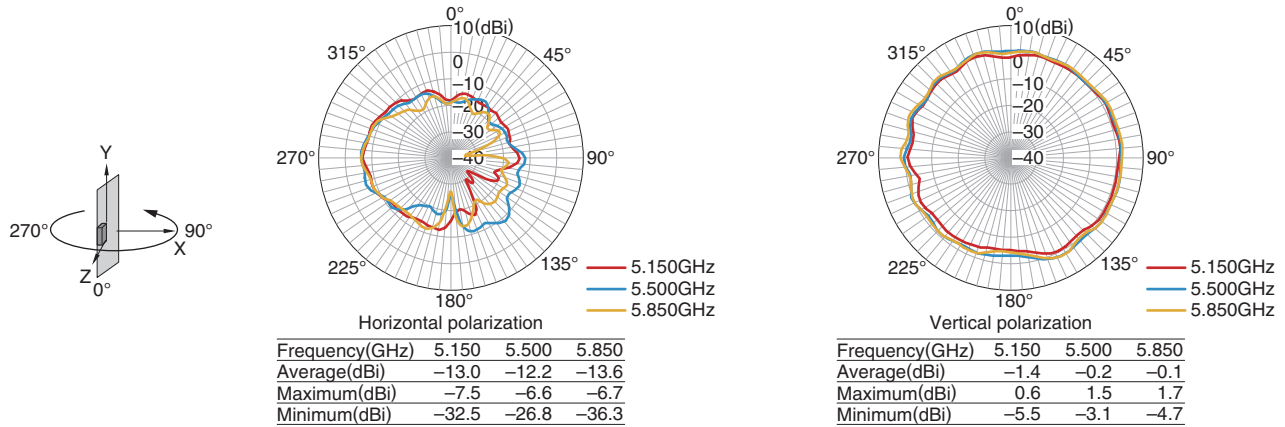 Y
270°
90°
X
Z
0°
0°
10(dBi)
0
−10
−20
−30
−40
315°
45°
270°
90°
225°
135°
180°
5.150GHz
5.500GHz
5.850GHz
Horizontal polarization
Frequency(GHz) 5.150 5.500 5.850
Average(dBi) −13.0 −12.2 −13.6
Maximum(dBi) −7.5 −6.6 −6.7
Minimum(dBi) −32.5 −26.8 −36.3
0°
10(dBi)
0
−10
−20
−30
−40
315°
45°
270°
90°
225°
135°
180°
5.150GHz
5.500GHz
5.850GHz
Vertical polarization
Frequency(GHz) 5.150 5.500 5.850
Average(dBi) −1.4 −0.2 −0.1
Maximum(dBi) 0.6 1.5 1.7
Minimum(dBi) −5.5 −3.1 −4.7